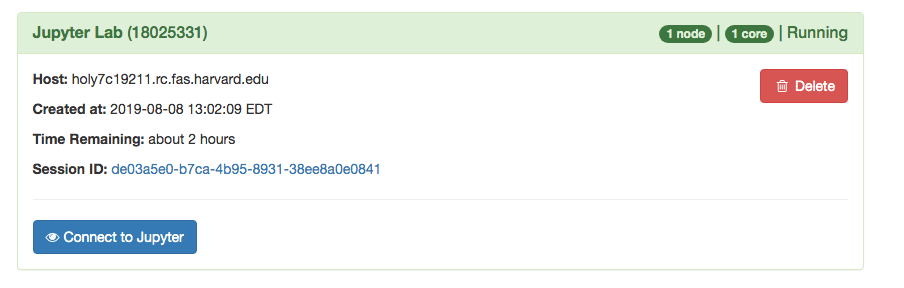 Jupyter Lab (18025331) 1 node | 1 core | Running
Host: holy7c19211.rc.fas.harvard.edu
Delete
Created at: 2019-08-08 13:02:09 EDT
Time Remaining: about 2 hours
Session ID: de03a5e0-b7ca-4b95-8931-38ee8a0e0841
Connect to Jupyter